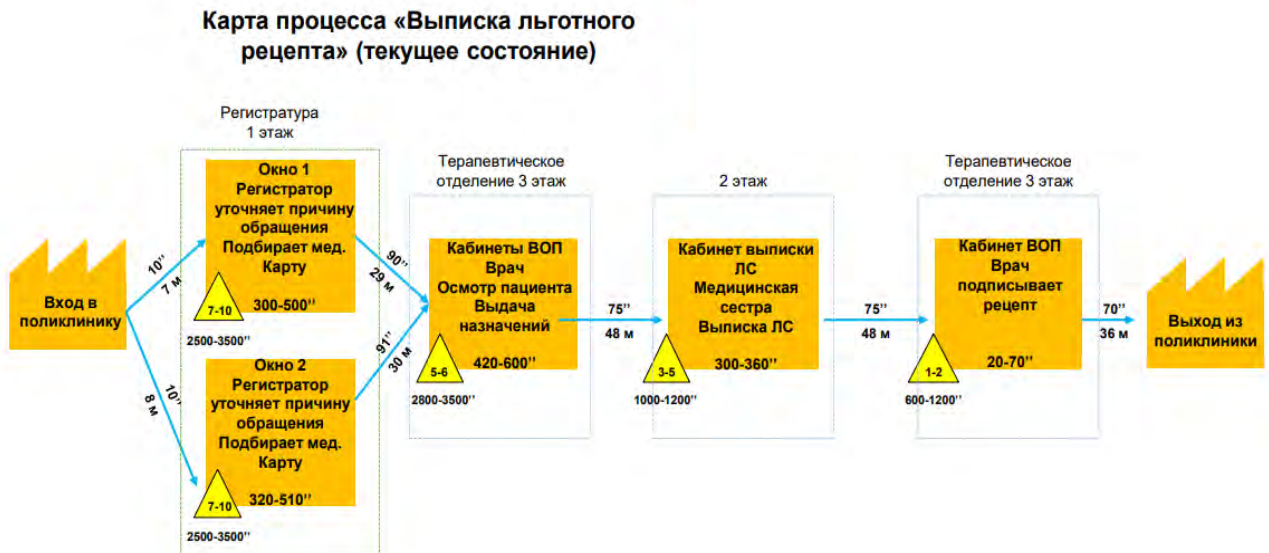 Карта процесса «Выписка льготного
рецепта» (текущее состояние)
Регистратура
1 этаж
Окно 1
Регистратор
уточняет причину
обращения
Подбирает мед.
Карту
300-500’’
7-10
2500-3500’’
Окно 2
Регистратор
уточняет причину
обращения
Подбирает мед.
Карту
320-510’’
7-10
2500-3500’’
Вход в
поликлинику
10’’
7 м
10’’
8 м
90’’
29 м
91’’
30 м
Терапевтическое
отделение 3 этаж
Кабинеты ВОП
Врач
Осмотр пациента
Выдача
назначений
420-600’’
5-6
2800-3500’’
75’’
48 м
2 этаж
Кабинет выписки
ЛС
Медицинская
сестра
Выписка ЛС
300-360’’
3-5
1000-1200’’
75’’
48 м
Терапевтическое
отделение 3 этаж
Кабинет ВОП
Врач
подписывает
рецепт
20-70’’
1-2
600-1200’’
70’’
36 м
Выход из
поликлиники